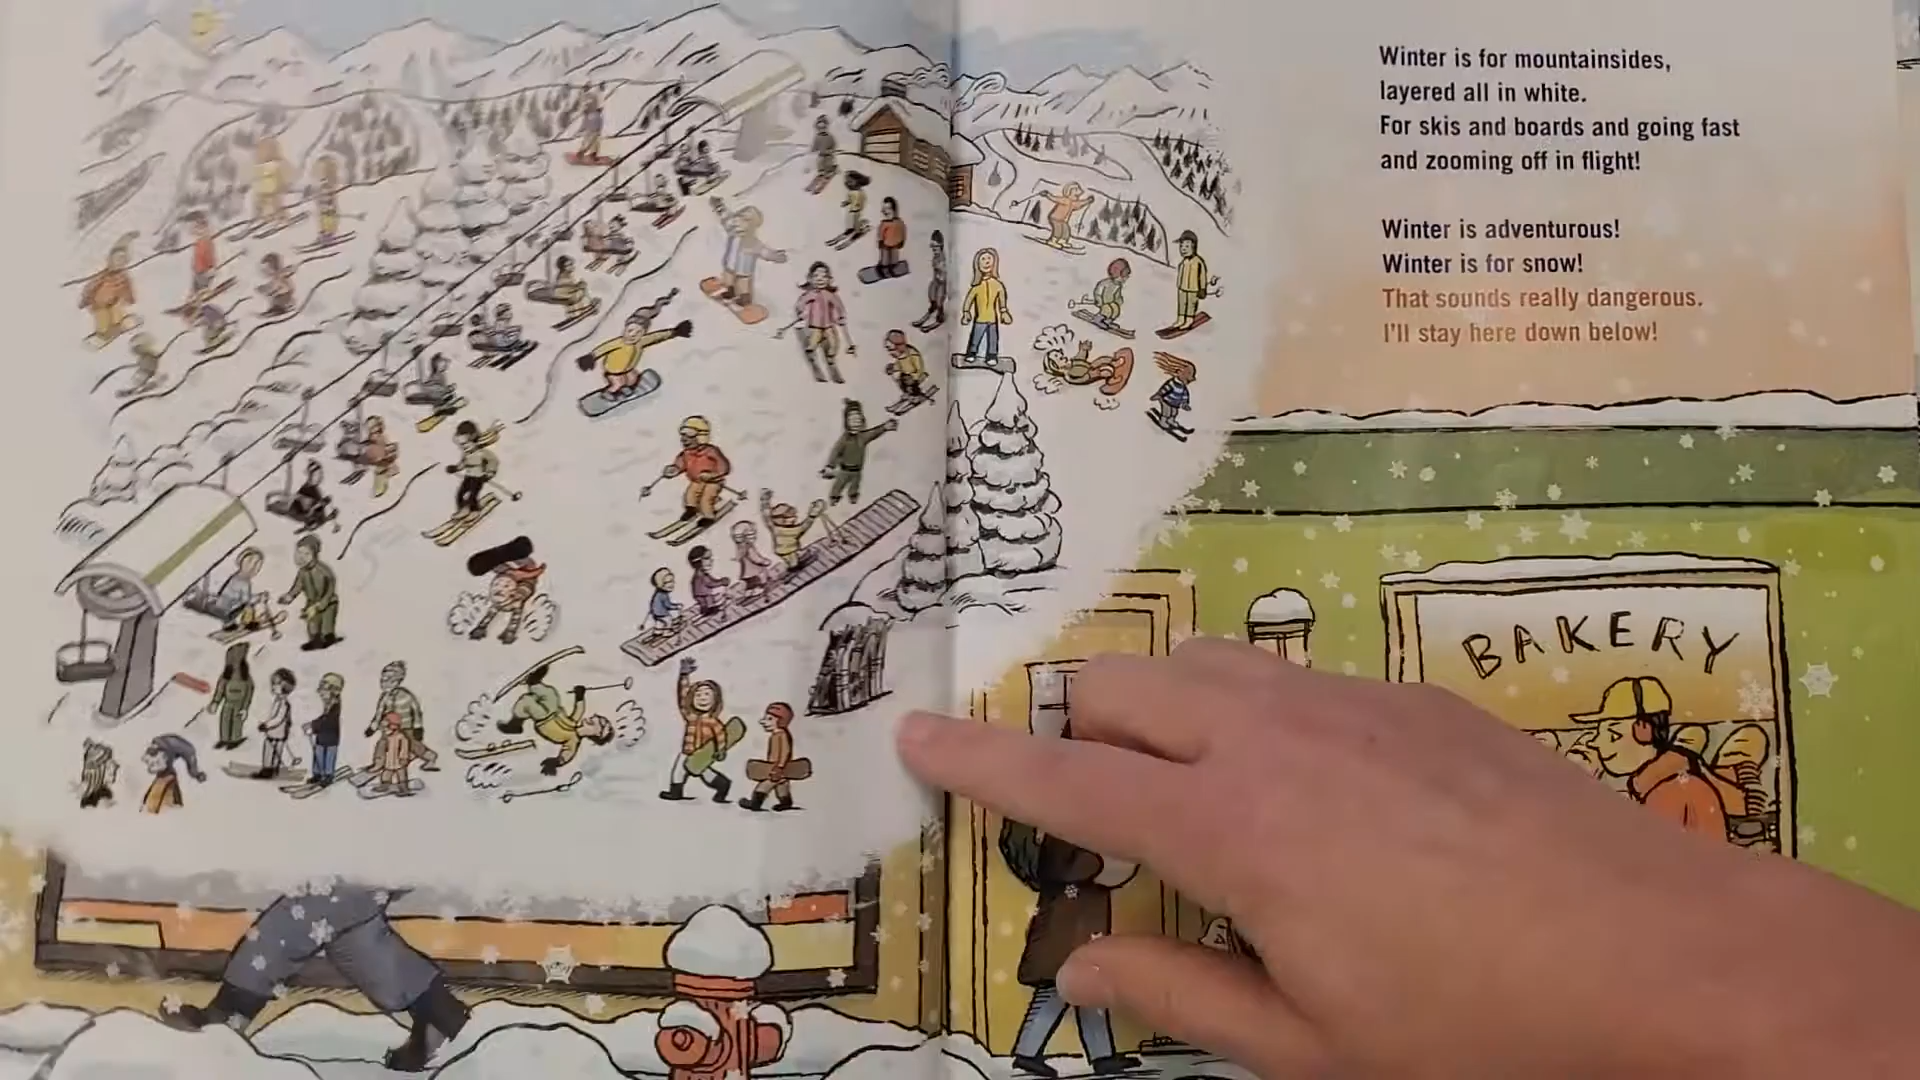 Winter is for mountainsides,
layered all in white.
For skis and boards and going fast
and zooming off in flight!
Winter is adventurous!
Winter is for snow!
That sounds really dangerous.
I'll stay here down below!
BAKERY